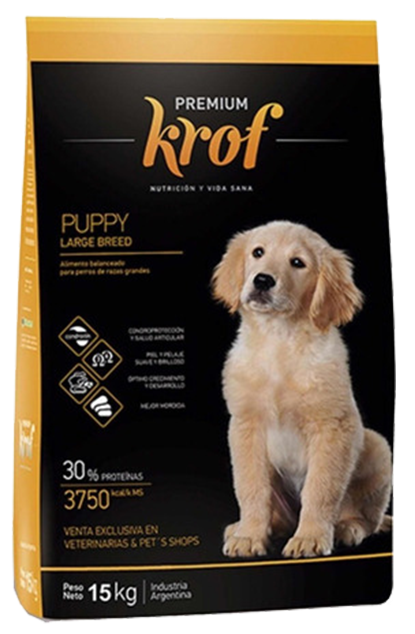 PREMIUM
krof
NUTRICIÓN Y VIDA SANA
PUPPY
LARGE BREED
Alimento balanceado
para perros de razas grandes
CONDROPROTECCIÓN
Y SALUD ARTICULAR
PIEL Y PELAJE
SUAVE Y BRILLOSO
ÓPTIMO CRECIMIENTO
Y DESARROLLO
MEJOR MORDIDA
30% PROTEÍNAS
3750 kcal/k MS
VENTA EXCLUSIVA EN
VETERINARIAS & PET´S SHOPS
Peso Neto 15kg
Industria
Argentina
krof